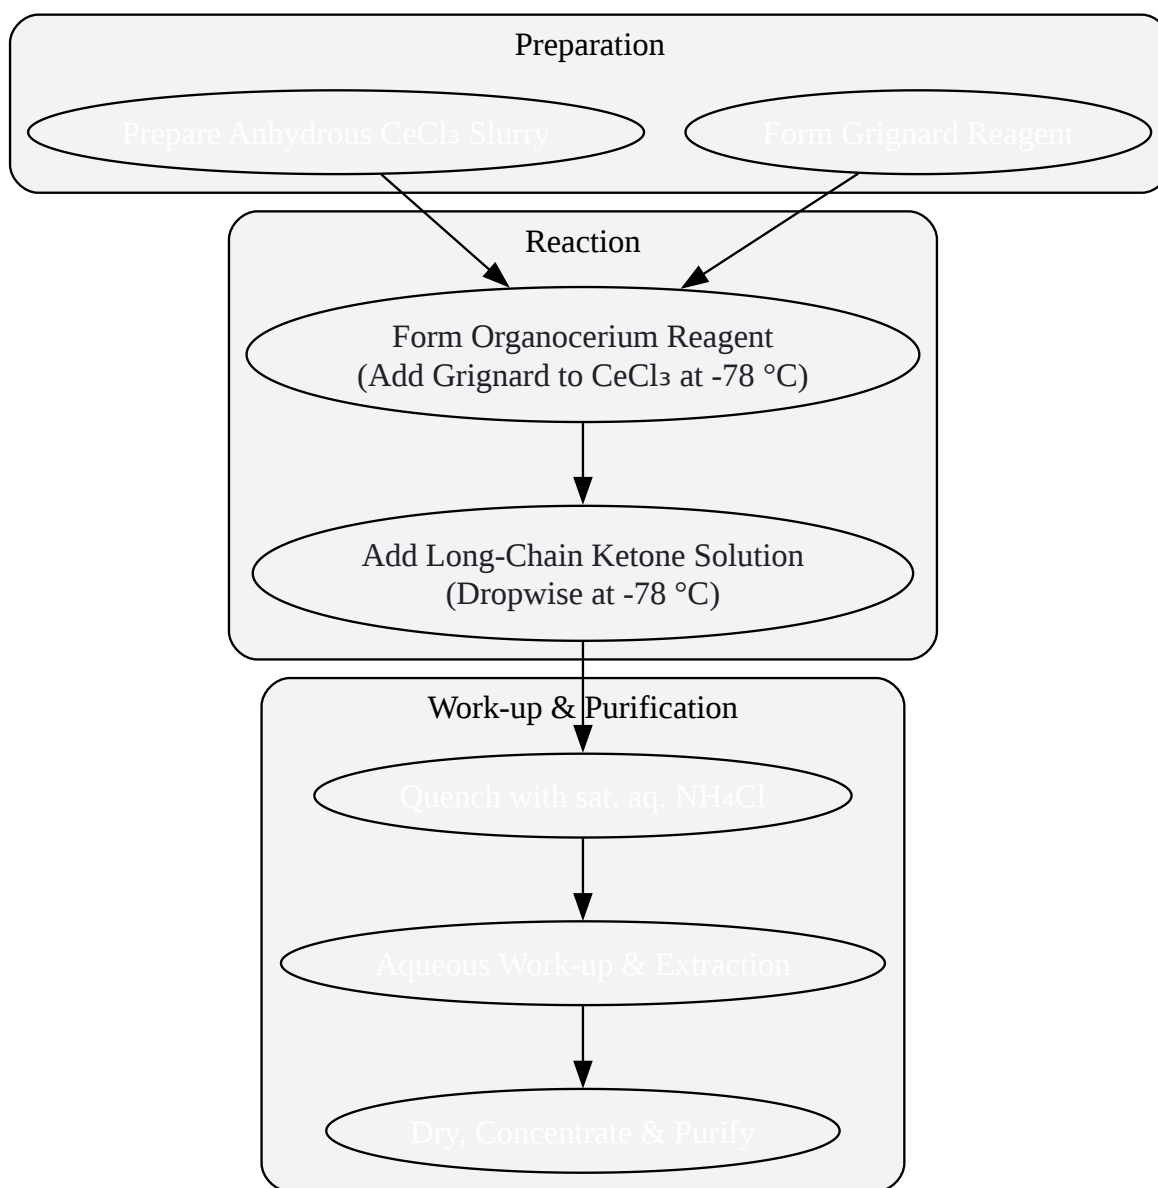 Preparation
Prepare Anhydrous CeCl₃ Slurry
Form Grignard Reagent
Reaction
Form Organocerium Reagent
(Add Grignard to CeCl₃ at -78 °C)
Add Long-Chain Ketone Solution
(Dropwise at -78 °C)
Work-up & Purification
Quench with sat. aq. NH₄Cl
Aqueous Work-up & Extraction
Dry, Concentrate & Purify